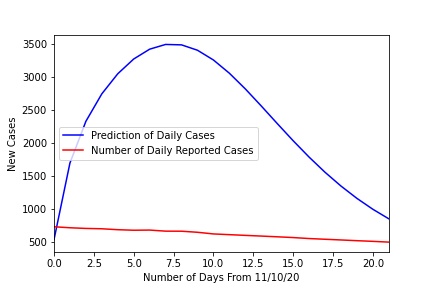 3500
3000
2500
2000
1500
1000
500
New Cases
Prediction of Daily Cases
Number of Daily Reported Cases
0.0 2.5 5.0 7.5 10.0 12.5 15.0 17.5 20.0
Number of Days From 11/10/20